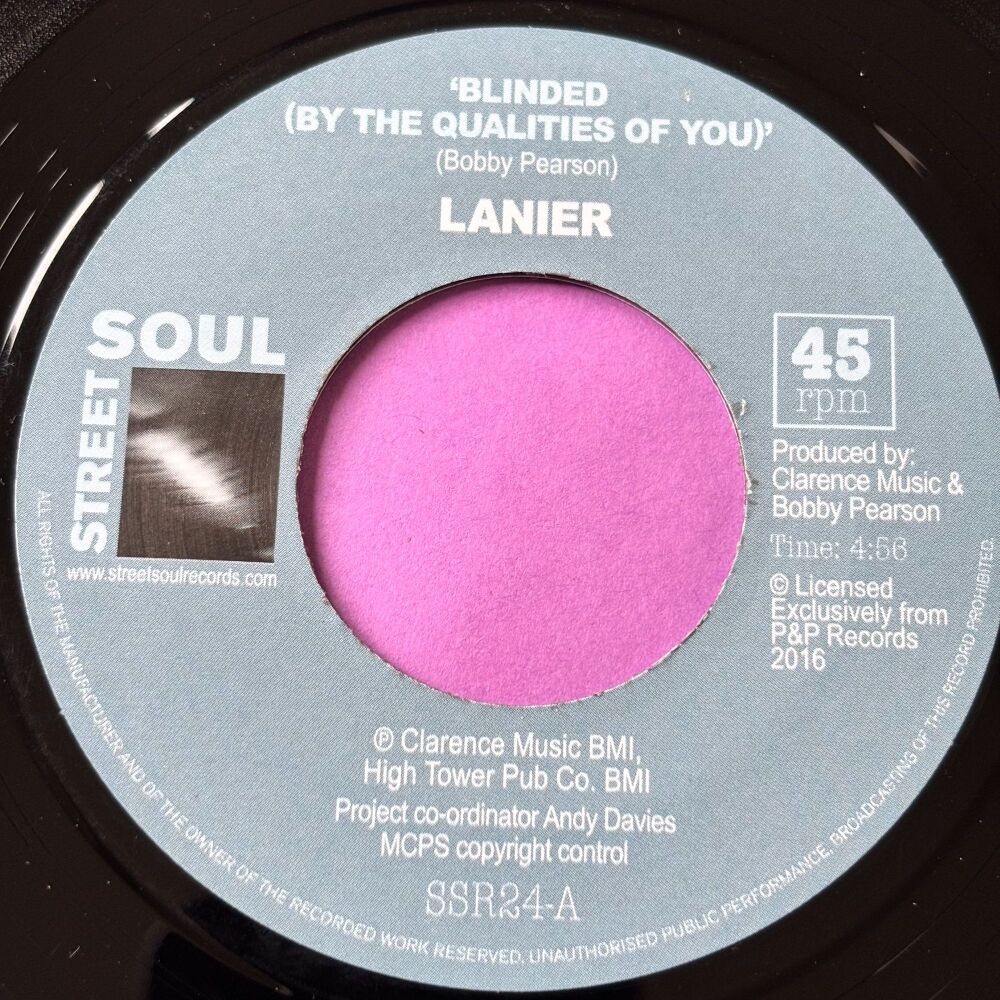 ‘BLINDED
(BY THE QUALITIES OF YOU)’
(Bobby Pearson)
LANIER
STREET
SOUL
www.streetsoulrecords.com
45
rpm
Produced by:
Clarence Music &
Bobby Pearson
Time: 4:56
© Licensed
Exclusively from
P&P Records
2016
℗ Clarence Music BMI,
High Tower Pub Co. BMI
Project co-ordinator Andy Davies
MCPS copyright control
SSR24-A
ALL RIGHTS OF THE MANUFACTURER AND OF THE OWNER OF THE RECORDED WORK RESERVED. UNAUTHORISED PUBLIC PERFORMANCE, BROADCASTING OF THIS RECORD PROHIBITED.